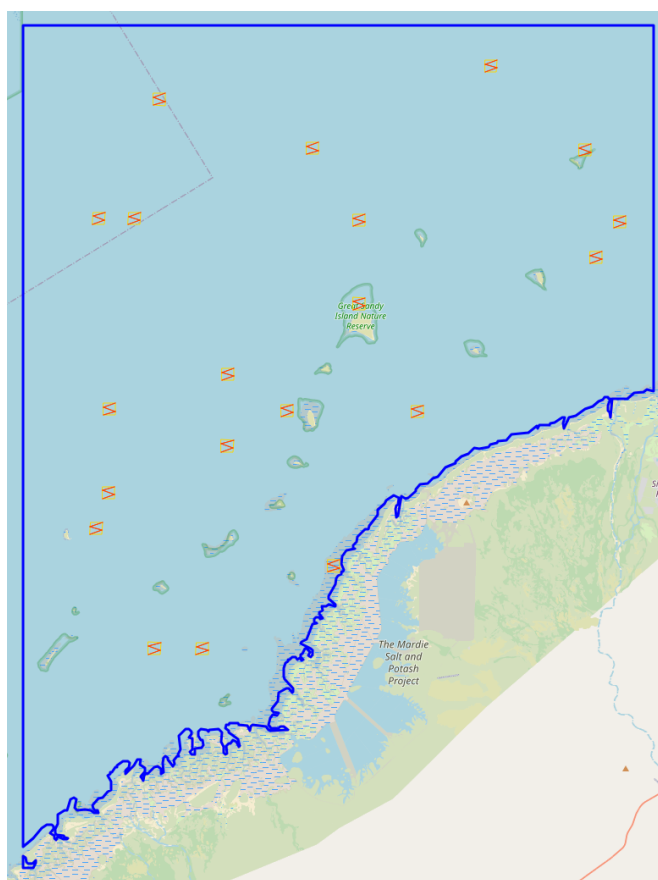 Great Sandy
Island Nature
Reserve
The Mardie
Salt and
Potash
Project